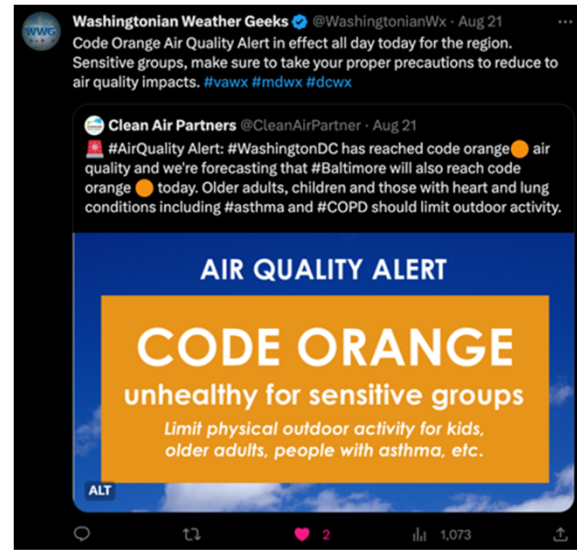 WWG
Washingtonian Weather Geeks @WashingtonianWx · Aug 21 ...
Code Orange Air Quality Alert in effect all day today for the region.
Sensitive groups, make sure to take your proper precautions to reduce to
air quality impacts. #vawx #mdwx #dcwx
Clean Air Partners @CleanAirPartner · Aug 21
🚨 #AirQuality Alert: #WashingtonDC has reached code orange🟠 air
quality and we're forecasting that #Baltimore will also reach code
orange 🟠 today. Older adults, children and those with heart and lung
conditions including #asthma and #COPD should limit outdoor activity.
AIR QUALITY ALERT
CODE ORANGE
unhealthy for sensitive groups
Limit physical outdoor activity for kids,
older adults, people with asthma, etc.
ALT
2 1,073